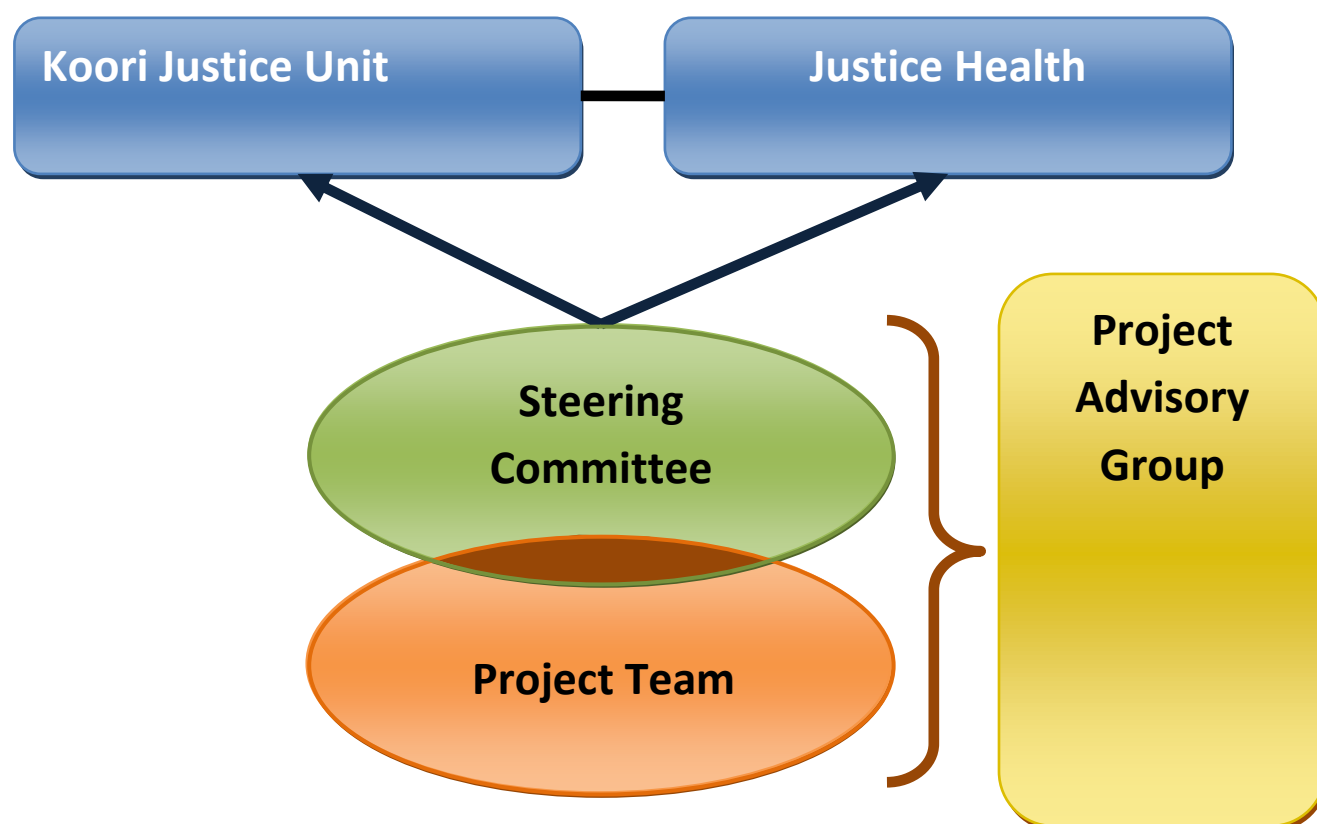 Koori Justice Unit
Justice Health
Steering
Committee
Project Team
Project
Advisory
Group